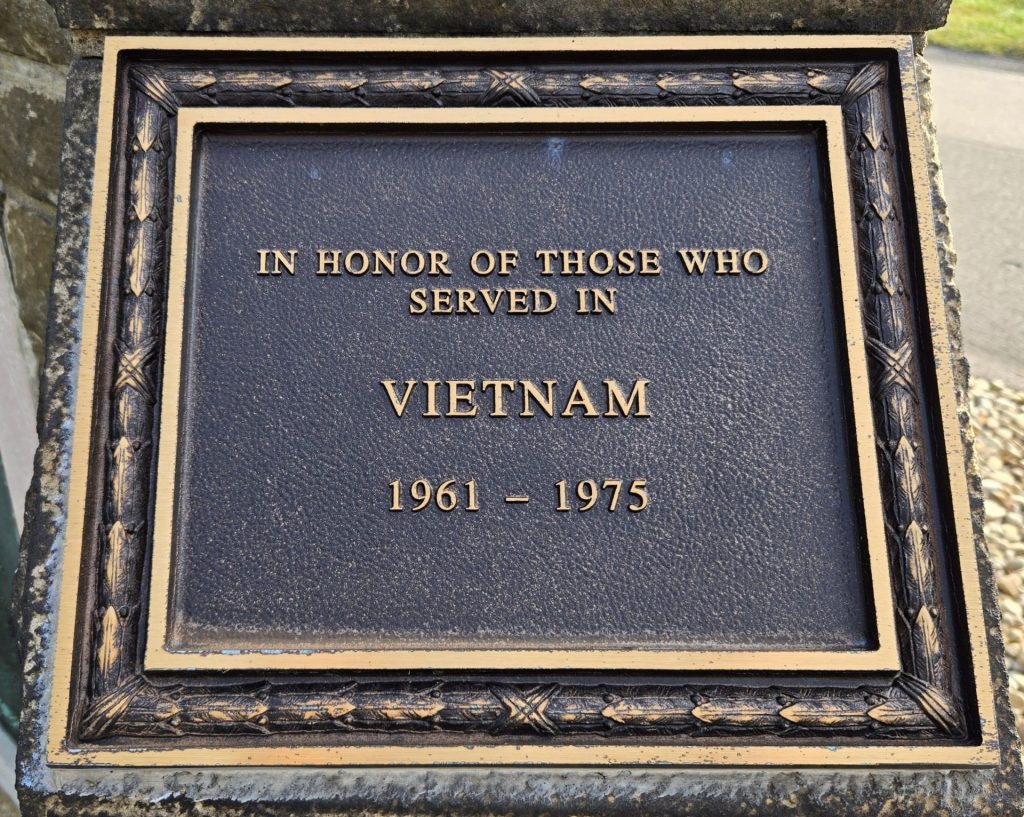 IN HONOR OF THOSE WHO
SERVED IN
VIETNAM
1961 – 1975